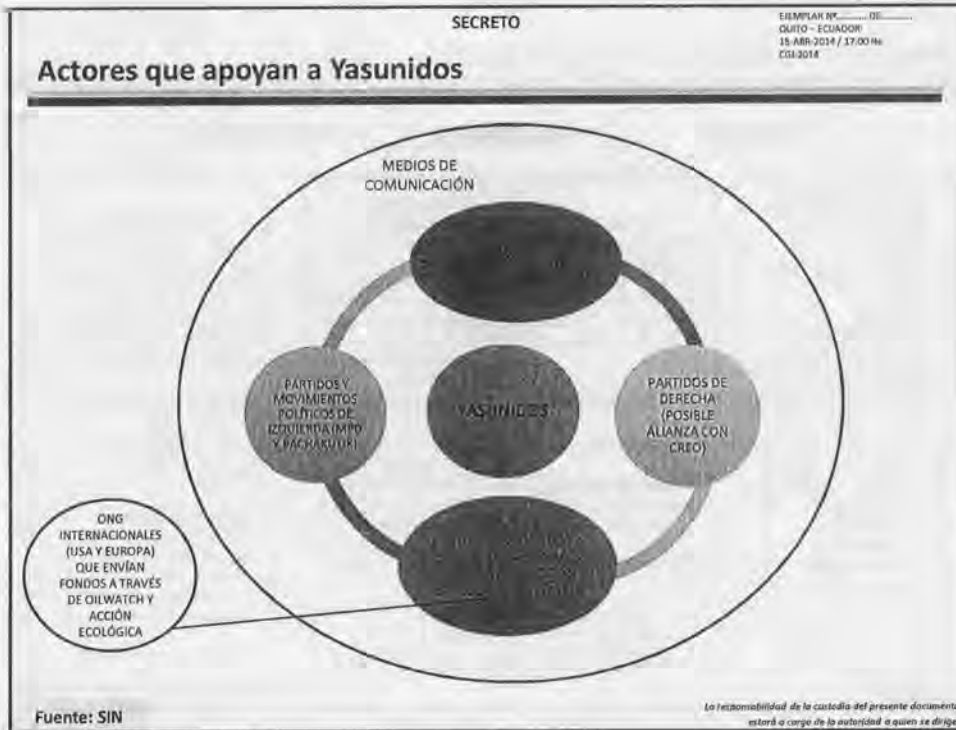 SECRETO
EJEMPLAR Nº.......... DE..........
QUITO – ECUADOR
15-ABR-2014 / 17:00 Hs
CGI-2014
Actores que apoyan a Yasunidos
MEDIOS DE
COMUNICACIÓN
PARTIDOS Y
MOVIMIENTOS
POLÍTICOS DE
IZQUIERDA (MPD
Y PACHAKUTIK)
YASUNIDOS
PARTIDOS DE
DERECHA
(POSIBLE
ALIANZA CON
CREO)
ONG
INTERNACIONALES
(USA Y EUROPA)
QUE ENVÍAN
FONDOS A TRAVÉS
DE OILWATCH Y
ACCIÓN
ECOLÓGICA
Fuente: SIN
La responsabilidad de la custodia del presente documento
estará a cargo de la autoridad a quien se dirige